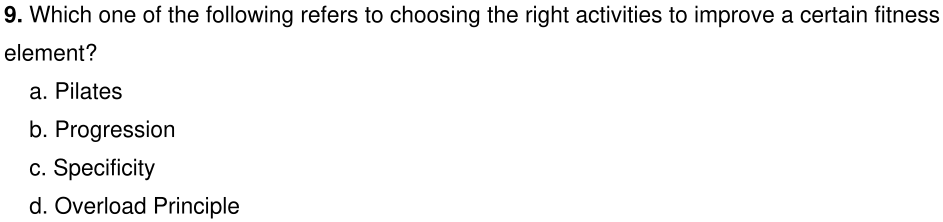 9. Which one of the following refers to choosing the right activities to improve a certain fitness
element?
a. Pilates
b. Progression
c. Specificity
d. Overload Principle